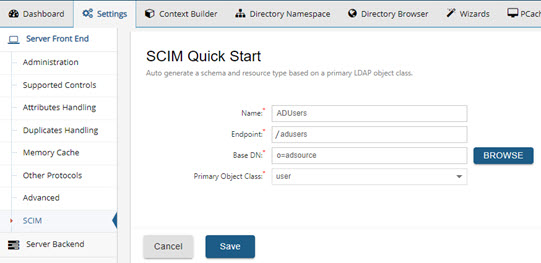 Dashboard Settings Context Builder Directory Namespace Directory Browser Wizards PCach
Server Front End
Administration
Supported Controls
Attributes Handling
Duplicates Handling
Memory Cache
Other Protocols
Advanced
SCIM
Server Backend
SCIM Quick Start
Auto generate a schema and resource type based on a primary LDAP object class.
Name:* ADUsers
Endpoint:* /adusers
Base DN:* o=adsource BROWSE
Primary Object Class:* user
Cancel Save